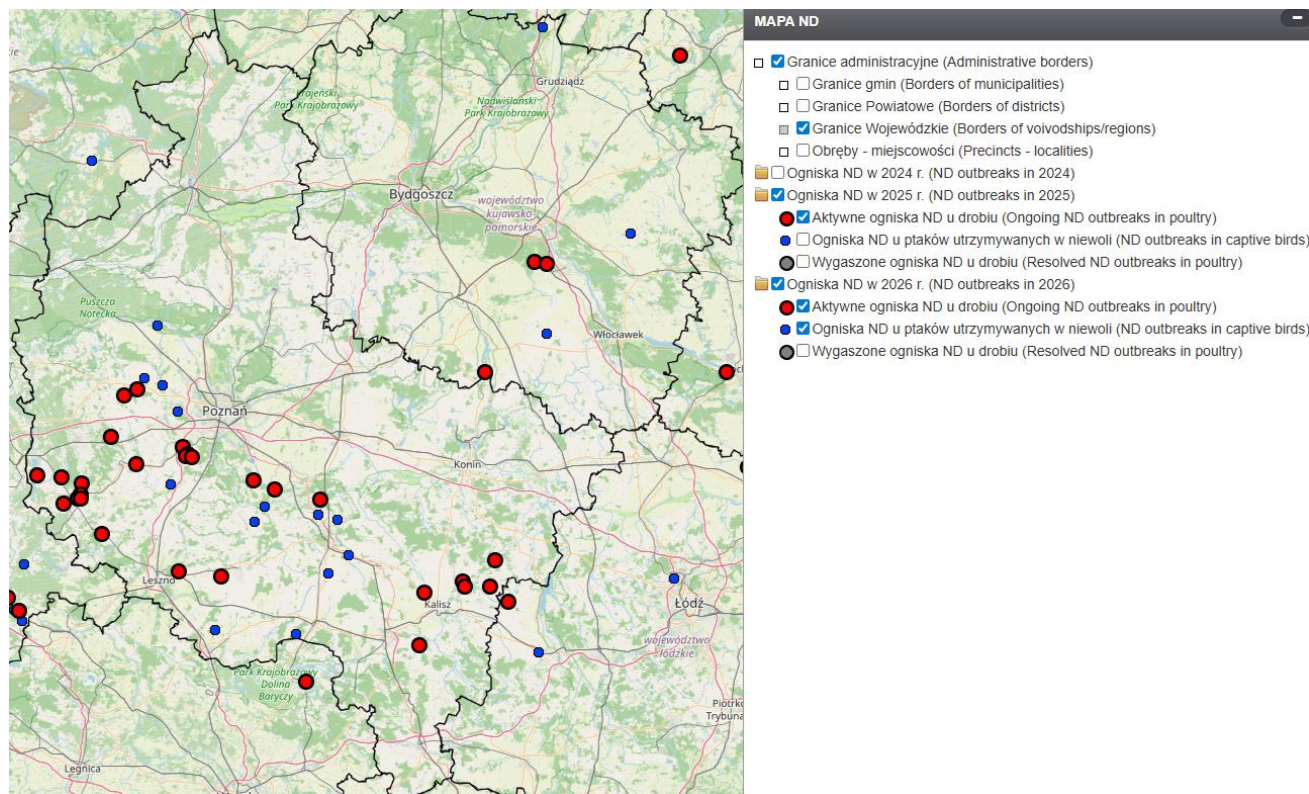 MAPA ND
Granice administracyjne (Administrative borders)
Granice gmin (Borders of municipalities)
Granice Powiatowe (Borders of districts)
Granice Wojewódzkie (Borders of voivodships/regions)
Obręby - miejscowości (Precincts - localities)
Ogniska ND w 2024 r. (ND outbreaks in 2024)
Ogniska ND w 2025 r. (ND outbreaks in 2025)
Aktywne ogniska ND u drobiu (Ongoing ND outbreaks in poultry)
Ogniska ND u ptaków utrzymywanych w niewoli (ND outbreaks in captive birds)
Wygaszone ogniska ND u drobiu (Resolved ND outbreaks in poultry)
Ogniska ND w 2026 r. (ND outbreaks in 2026)
Aktywne ogniska ND u drobiu (Ongoing ND outbreaks in poultry)
Ogniska ND u ptaków utrzymywanych w niewoli (ND outbreaks in captive birds)
Wygaszone ogniska ND u drobiu (Resolved ND outbreaks in poultry)
Grudziądz
Krajeński
Park Krajobrazowy
Nadwiślański
Park Krajobrazowy
Bydgoszcz
województwo
kujawsko-
pomorskie
Puszcza
Notecka
Włocławek
Poznań
Konin
Leszno
Kalisz
Łódź
województwo
łódzkie
Park Krajobrazowy
Dolina
Baryczy
Piotrk
Trybuna
Legnica